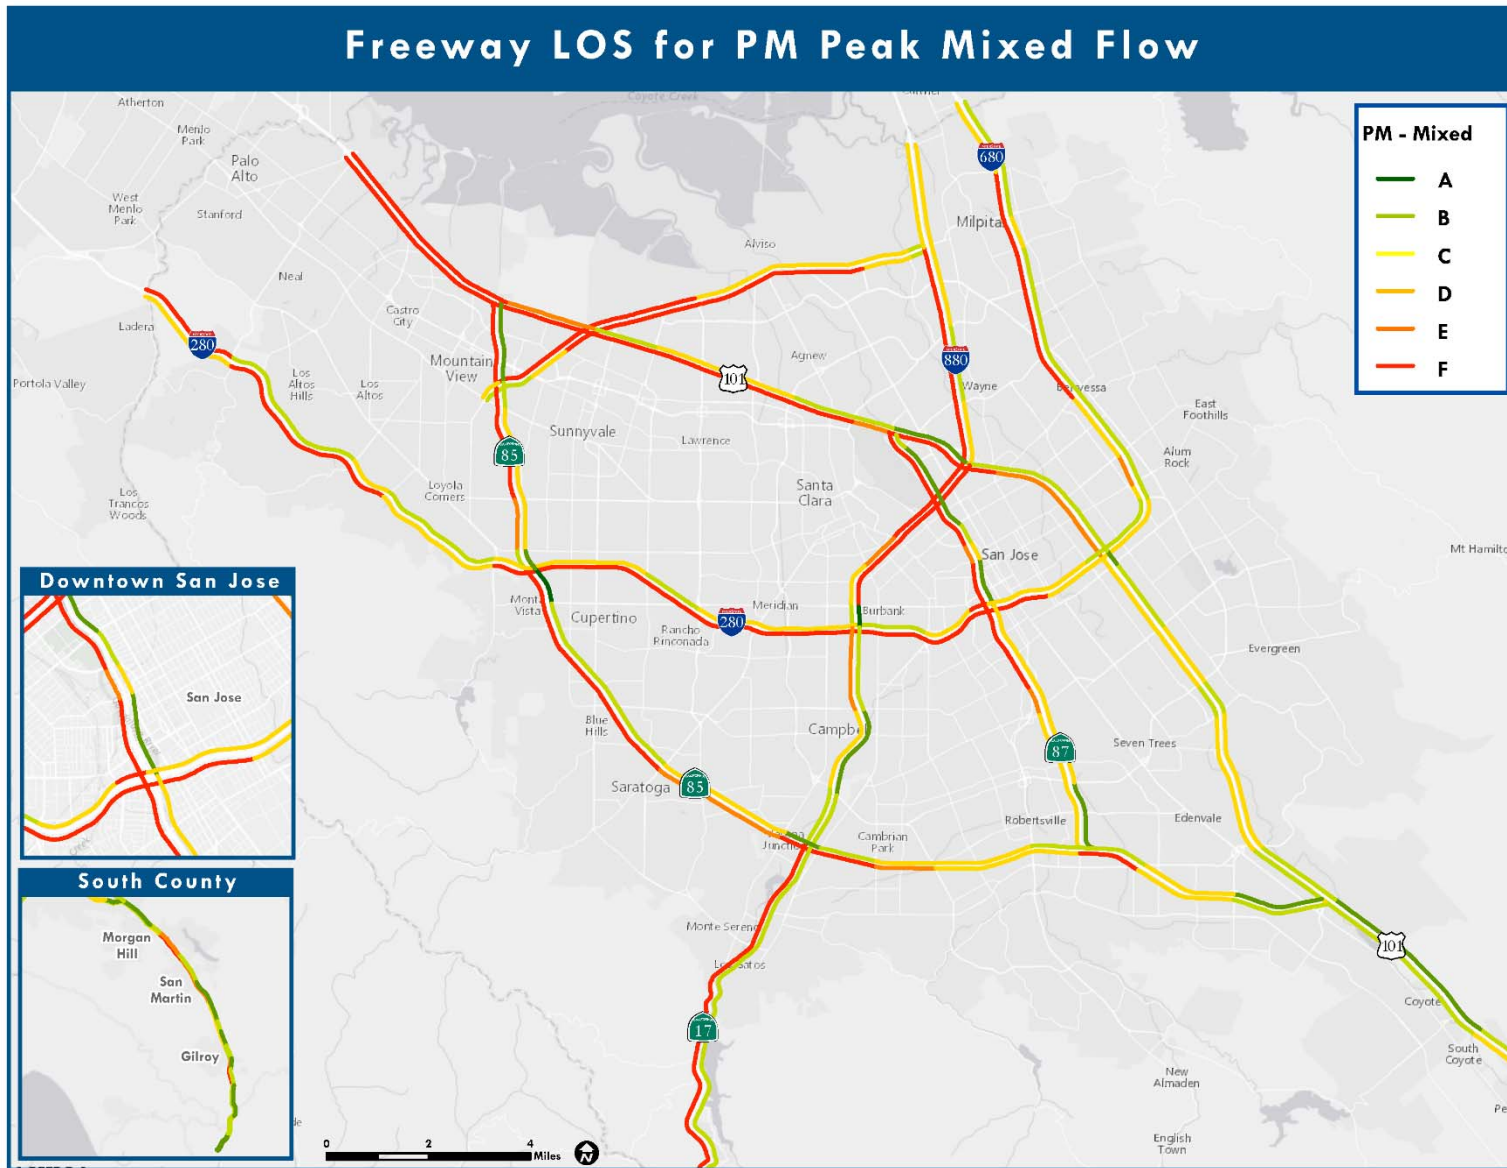 Freeway LOS for PM Peak Mixed Flow
Atherton
Menlo
Park
Palo
Alto
West
Menlo
Park
Stanford
Neal
Coyote Creek
Alviso
680
Milpitas
PM - Mixed
A
B
C
D
E
F
Ladera
280
Castro
City
Mountain
View
Los
Altos
Hills
Los
Altos
Portola Valley
101
Agnew
880
Wayne
Berryessa
East
Foothills
Sunnyvale
Lawrence
85
Alum
Rock
Los
Trancos
Woods
Loyola
Corners
Santa
Clara
San Jose
Mt Hamilto
Monta
Vista
Cupertino
Rancho
Rinconada
280
Meridian
Burbank
Evergreen
Downtown San Jose
San Jose
Blue
Hills
Campbell
87
Seven Trees
Saratoga
85
Junction
Cambrian
Park
Robertsville
Edenvale
South County
Morgan
Hill
San
Martin
Gilroy
Monte Sereno
Los Gatos
101
Coyote
17
South
Coyote
New
Almaden
English
Town
0 2 4
Miles
N